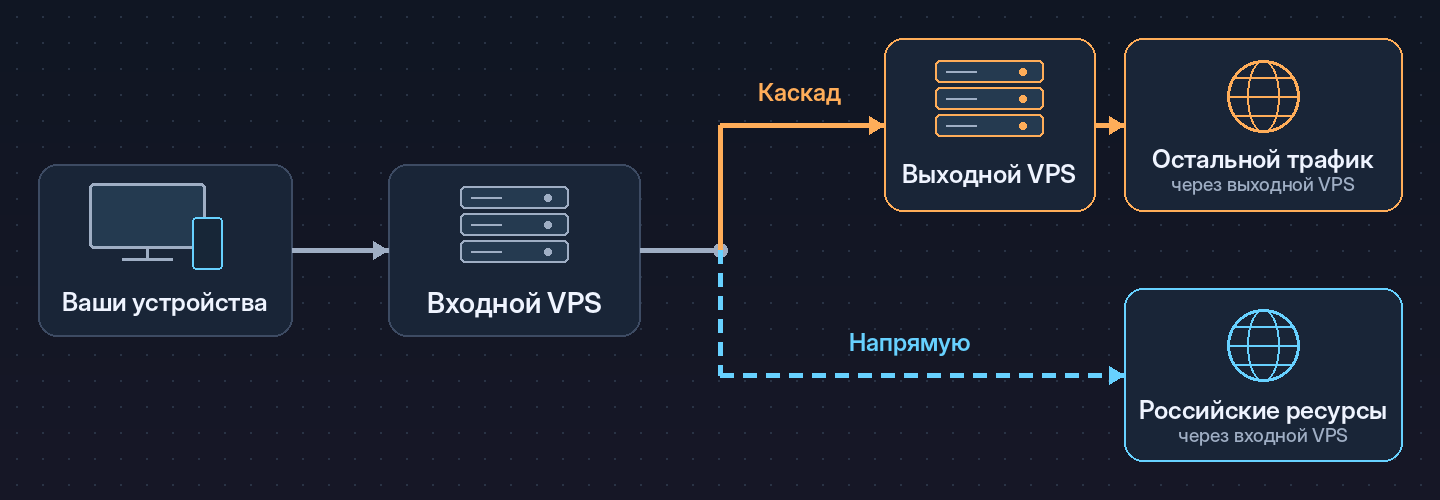 Каскад
Выходной VPS
Остальной трафик
через выходной VPS
Ваши устройства
Входной VPS
Напрямую
Российские ресурсы
через входной VPS